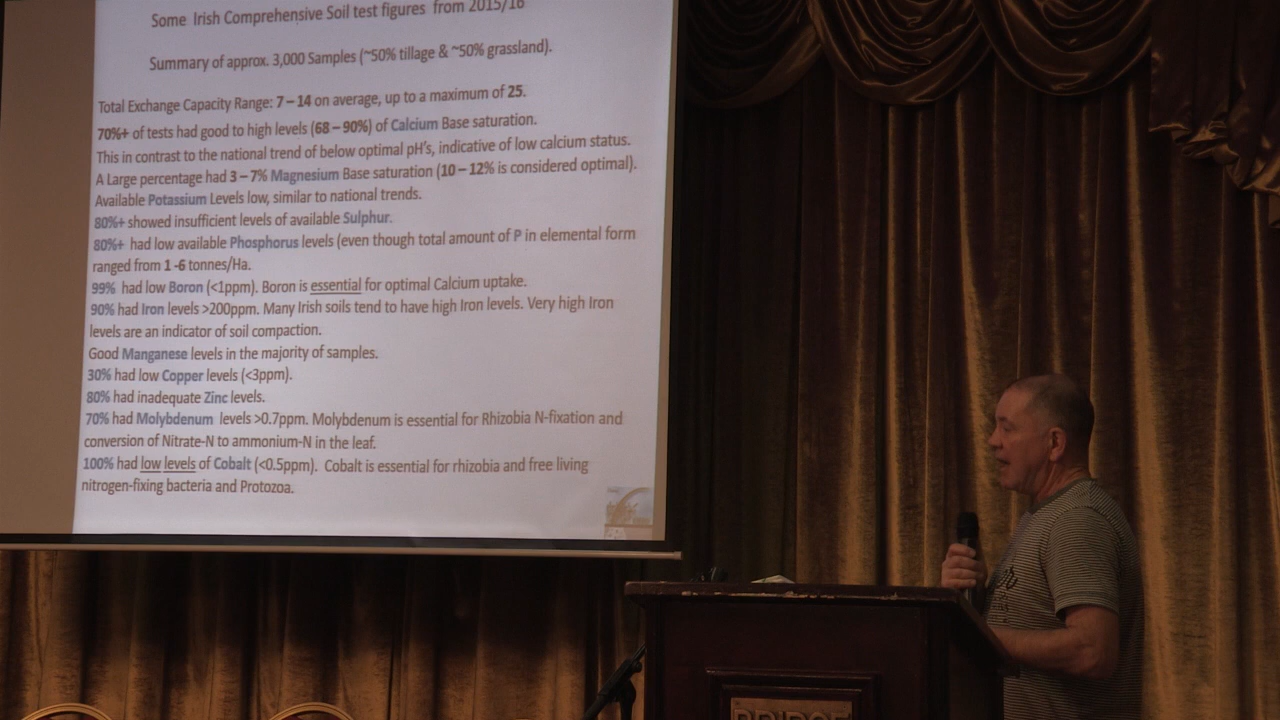 Some Irish Comprehensive Soil test figures from 2015/16
Summary of approx. 3,000 Samples (~50% tillage & ~50% grassland).
Total Exchange Capacity Range: 7 – 14 on average, up to a maximum of 25.
70%+ of tests had good to high levels (68 – 90%) of Calcium Base saturation.
This in contrast to the national trend of below optimal pH's, indicative of low calcium status.
A Large percentage had 3 – 7% Magnesium Base saturation (10 – 12% is considered optimal).
Available Potassium Levels low, similar to national trends.
80%+ showed insufficient levels of available Sulphur.
80%+ had low available Phosphorus levels (even though total amount of P in elemental form
ranged from 1 -6 tonnes/Ha.
99% had low Boron (<1ppm). Boron is essential for optimal Calcium uptake.
90% had Iron levels >200ppm. Many Irish soils tend to have high Iron levels. Very high Iron
levels are an indicator of soil compaction.
Good Manganese levels in the majority of samples.
30% had low Copper levels (<3ppm).
80% had inadequate Zinc levels.
70% had Molybdenum levels >0.7ppm. Molybdenum is essential for Rhizobia N-fixation and
conversion of Nitrate-N to ammonium-N in the leaf.
100% had low levels of Cobalt (<0.5ppm). Cobalt is essential for rhizobia and free living
nitrogen-fixing bacteria and Protozoa.
BRIDGE